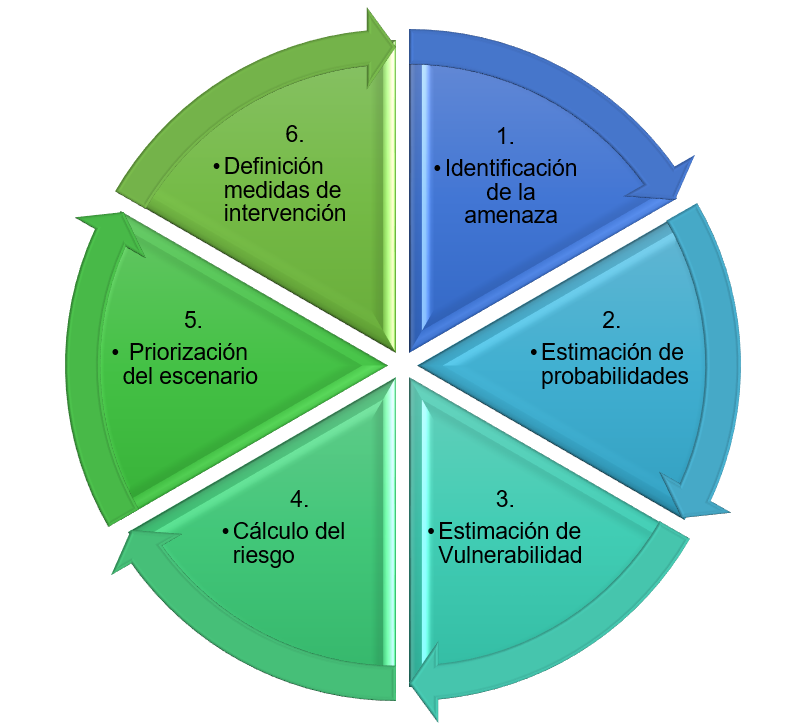 1.
• Identificación
de la
amenaza
2.
• Estimación de
probabilidades
3.
• Estimación de
Vulnerabilidad
4.
• Cálculo del
riesgo
5.
• Priorización
del escenario
6.
• Definición
medidas de
intervención